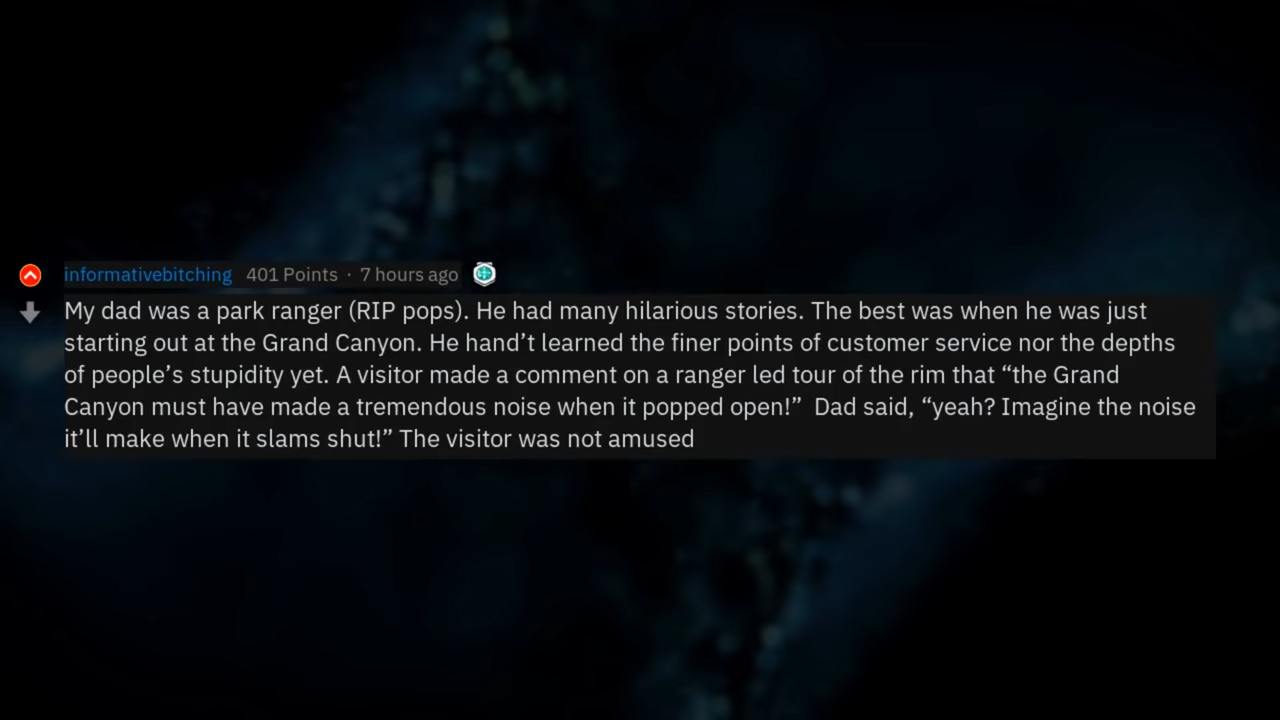 informativebitching 401 Points · 7 hours ago
My dad was a park ranger (RIP pops). He had many hilarious stories. The best was when he was just
starting out at the Grand Canyon. He hand’t learned the finer points of customer service nor the depths
of people’s stupidity yet. A visitor made a comment on a ranger led tour of the rim that “the Grand
Canyon must have made a tremendous noise when it popped open!”  Dad said, “yeah? Imagine the noise
it’ll make when it slams shut!” The visitor was not amused